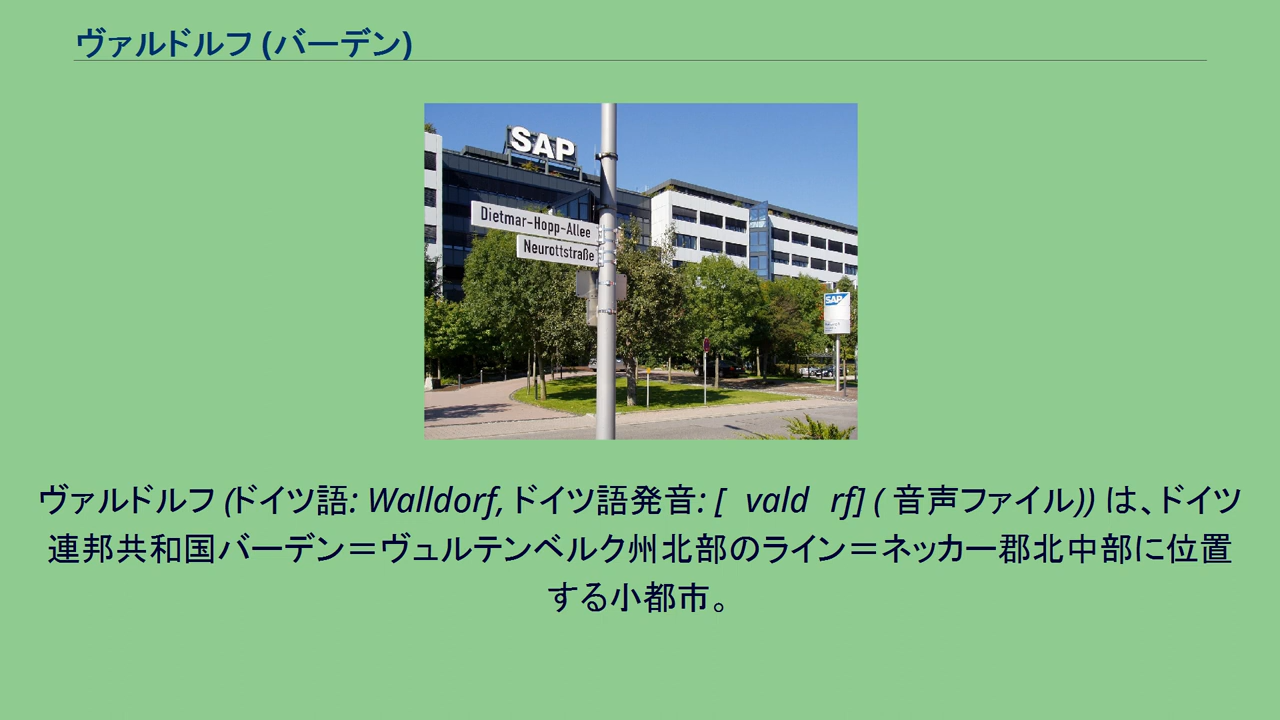 ヴァルドルフ (バーデン)
SAP
Dietmar-Hopp-Allee
Neurottstraße
SAP
ヴァルドルフ (ドイツ語: Walldorf, ドイツ語発音: [ vald rf] ( 音声ファイル)) は、ドイツ
連邦共和国バーデン＝ヴュルテンベルク州北部のライン＝ネッカー郡北中部に位置
する小都市。